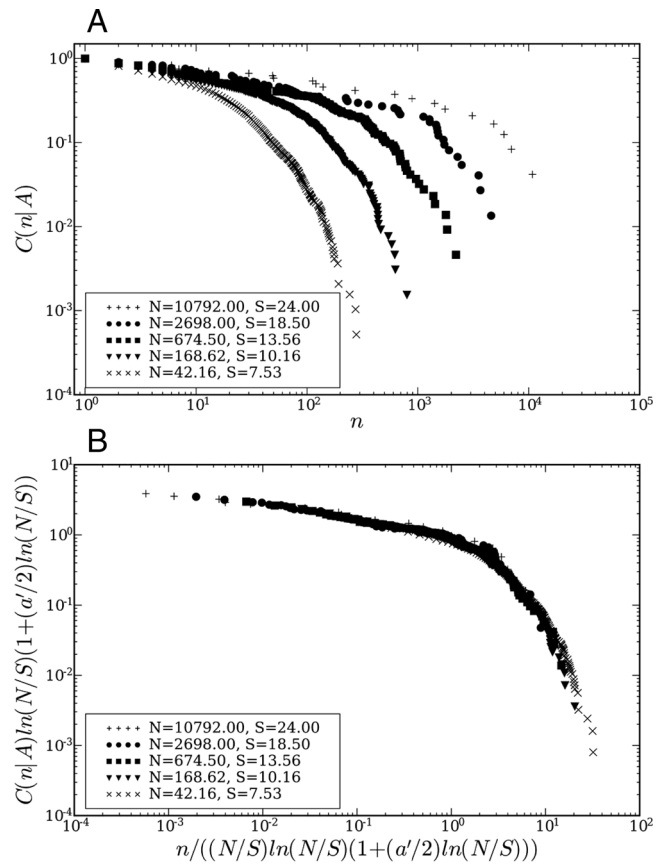 A
C(n|A)
10^0
10^-1
10^-2
10^-3
10^-4
N=10792.00, S=24.00
N=2698.00, S=18.50
N=674.50, S=13.56
N=168.62, S=10.16
N=42.16, S=7.53
10^0 10^1 10^2 10^3 10^4 10^5
n
B
C(n|A)ln(N/S)(1+(a′/2)ln(N/S))
10^1
10^0
10^-1
10^-2
10^-3
10^-4
N=10792.00, S=24.00
N=2698.00, S=18.50
N=674.50, S=13.56
N=168.62, S=10.16
N=42.16, S=7.53
10^-4 10^-3 10^-2 10^-1 10^0 10^1 10^2
n/((N/S)ln(N/S)(1+(a′/2)ln(N/S)))